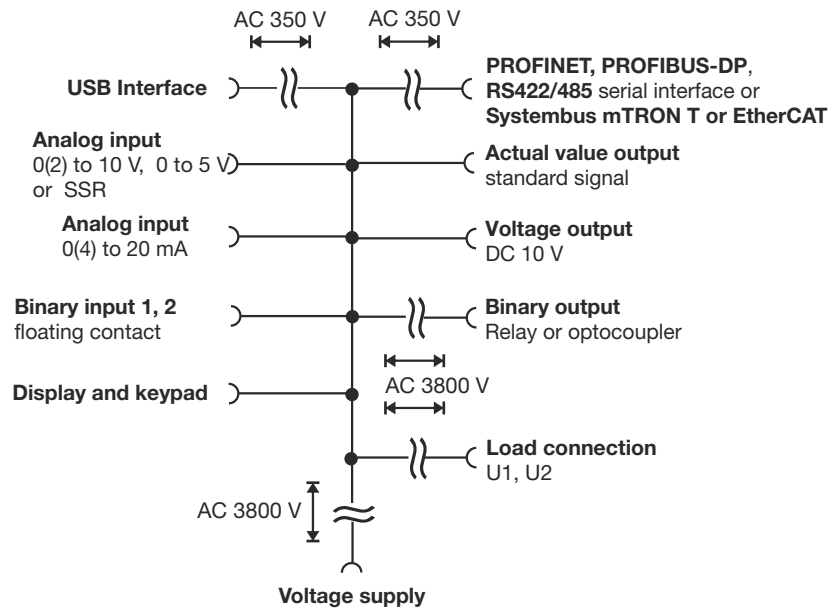 AC 350 V
AC 350 V
USB Interface
PROFINET, PROFIBUS-DP,
RS422/485 serial interface or
Systembus mTRON T or EtherCAT
Analog input
0(2) to 10 V, 0 to 5 V
or SSR
Actual value output
standard signal
Analog input
0(4) to 20 mA
Voltage output
DC 10 V
Binary input 1, 2
floating contact
Binary output
Relay or optocoupler
Display and keypad
AC 3800 V
Load connection
U1, U2
AC 3800 V
Voltage supply